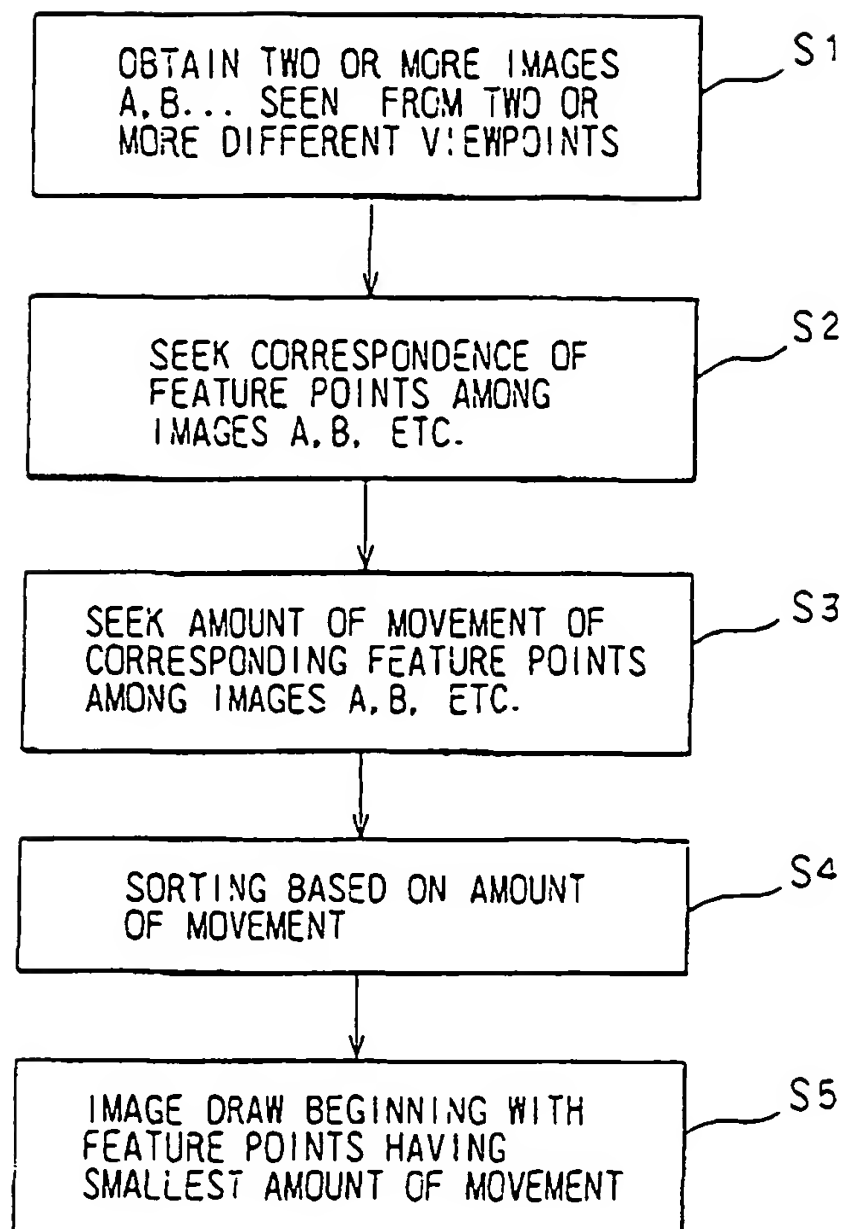 OBTAIN TWO OR MORE IMAGES
A,B... SEEN FROM TWO OR
MORE DIFFERENT VIEWPOINTS
S1
SEEK CORRESPONDENCE OF
FEATURE POINTS AMONG
IMAGES A,B, ETC.
S2
SEEK AMOUNT OF MOVEMENT OF
CORRESPONDING FEATURE POINTS
AMONG IMAGES A,B, ETC.
S3
SORTING BASED ON AMOUNT
OF MOVEMENT
S4
IMAGE DRAW BEGINNING WITH
FEATURE POINTS HAVING
SMALLEST AMOUNT OF MOVEMENT
S5